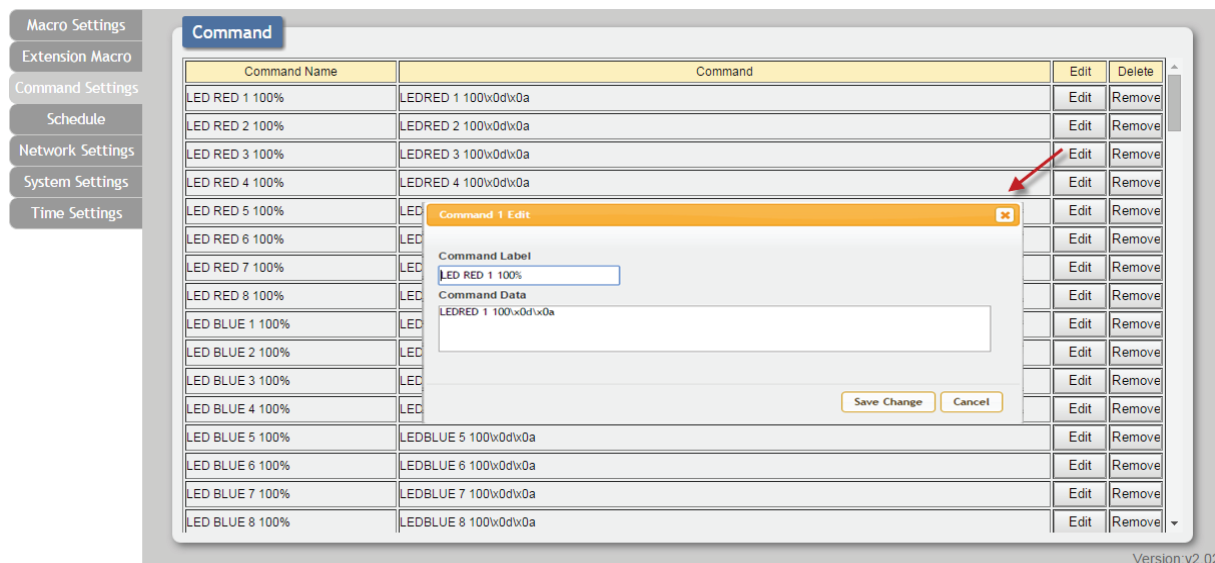 Macro Settings
Extension Macro
Command Settings
Schedule
Network Settings
System Settings
Time Settings
Command
Command Name Command Edit Delete
LED RED 1 100% LEDRED 1 100\x0d\x0a Edit Remove
LED RED 2 100% LEDRED 2 100\x0d\x0a Edit Remove
LED RED 3 100% LEDRED 3 100\x0d\x0a Edit Remove
LED RED 4 100% LEDRED 4 100\x0d\x0a Edit Remove
LED RED 5 100% LED Edit Remove
LED RED 6 100% LED Edit Remove
LED RED 7 100% LED Edit Remove
LED RED 8 100% LED Edit Remove
LED BLUE 1 100% LED Edit Remove
LED BLUE 2 100% LED Edit Remove
LED BLUE 3 100% LED Edit Remove
LED BLUE 4 100% LED Edit Remove
LED BLUE 5 100% LEDBLUE 5 100\x0d\x0a Edit Remove
LED BLUE 6 100% LEDBLUE 6 100\x0d\x0a Edit Remove
LED BLUE 7 100% LEDBLUE 7 100\x0d\x0a Edit Remove
LED BLUE 8 100% LEDBLUE 8 100\x0d\x0a Edit Remove
Command 1 Edit
Command Label
LED RED 1 100%
Command Data
LEDRED 1 100\x0d\x0a
Save Change Cancel
Version:v2.02